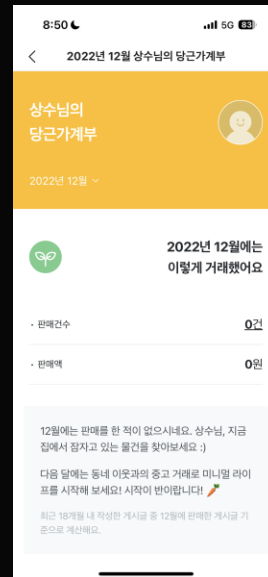 8:50
5G 83
2022년 12월 상수님의 당근가계부
상수님의
당근가계부
2022년 12월
2022년 12월에는
이렇게 거래했어요
· 판매건수 0건
· 판매액 0원
12월에는 판매를 한 적이 없으시네요. 상수님, 지금
집에서 잠자고 있는 물건을 찾아보세요 :)
다음 달에는 동네 이웃과의 중고 거래로 미니멀 라이
프를 시작해 보세요! 시작이 반이랍니다! 🥕
최근 18개월 내 작성한 게시글 중 12월에 판매한 게시글 기
준으로 계산해요.